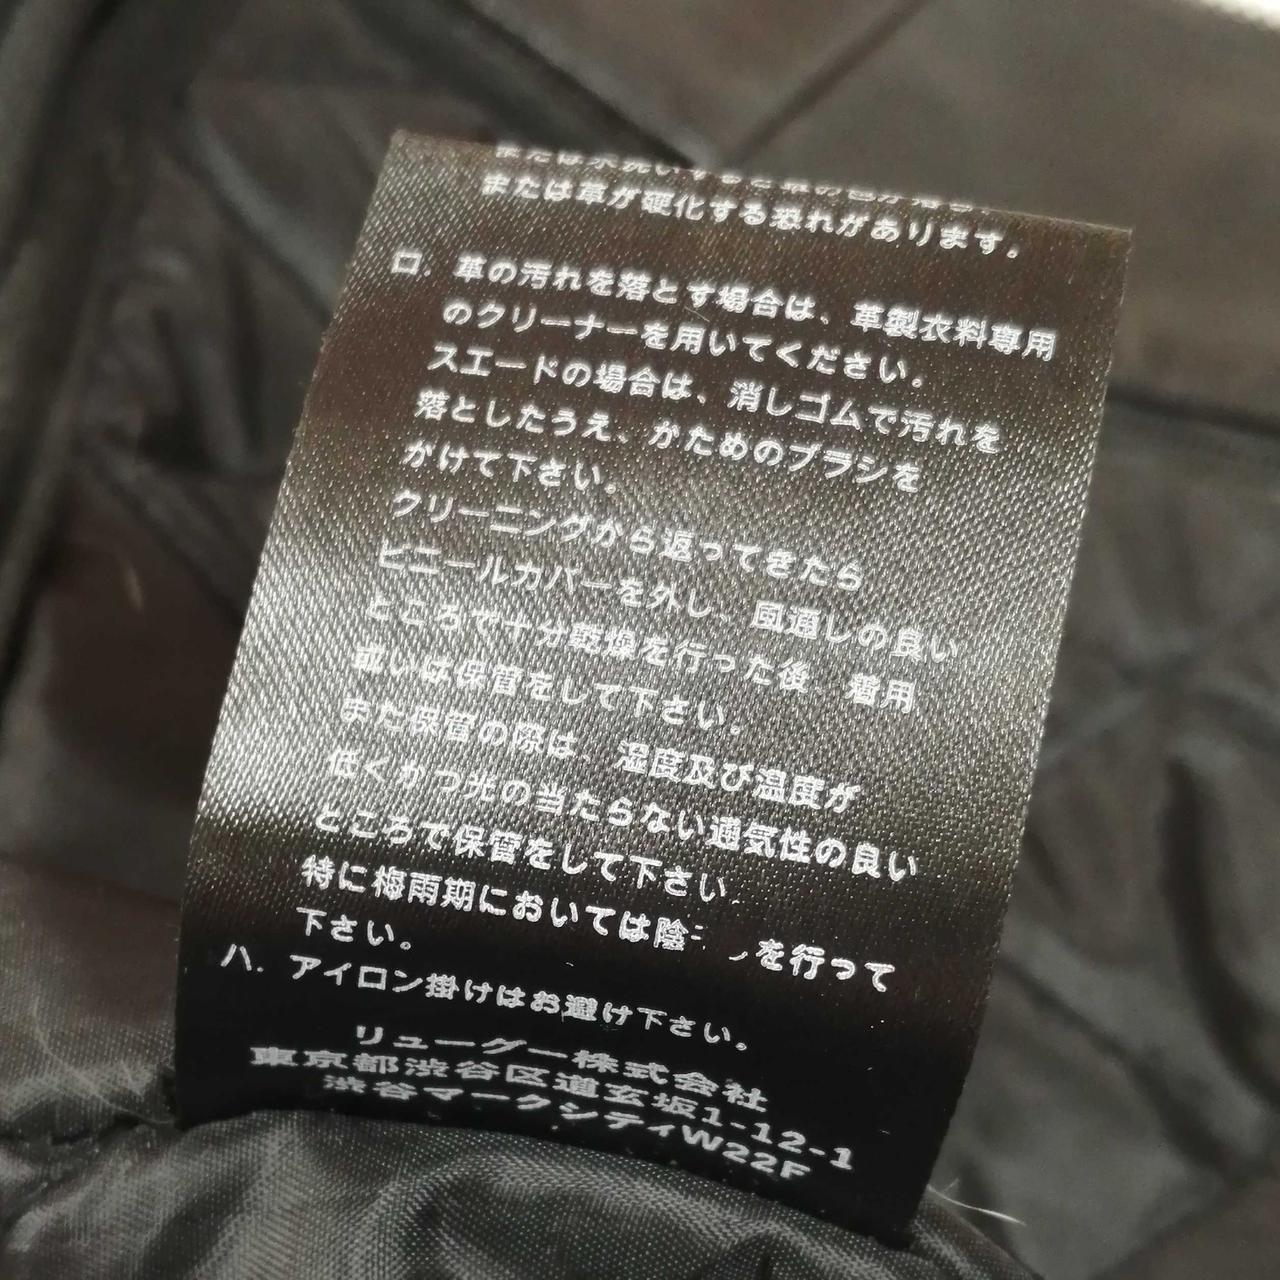 または水洗いすると
または革が硬化する恐れがあります。
ロ. 革の汚れを落とす場合は、革製衣料専用
のクリーナーを用いてください。
スエードの場合は、消しゴムで汚れを
落としたうえ、かためのブラシを
かけて下さい。
クリーニングから返ってきたら
ビニールカバーを外し、風通しの良い
ところで十分乾燥を行った後 着用
或いは保管をして下さい。
また保管の際は、湿度及び温度が
低くかつ光の当たらない通気性の良い
ところで保管をして下さい
特に梅雨期においては陰 を行って
下さい。
ハ. アイロン掛けはお避け下さい。
リューグー株式会社
東京都渋谷区道玄坂1-12-1
渋谷マークシティW22F